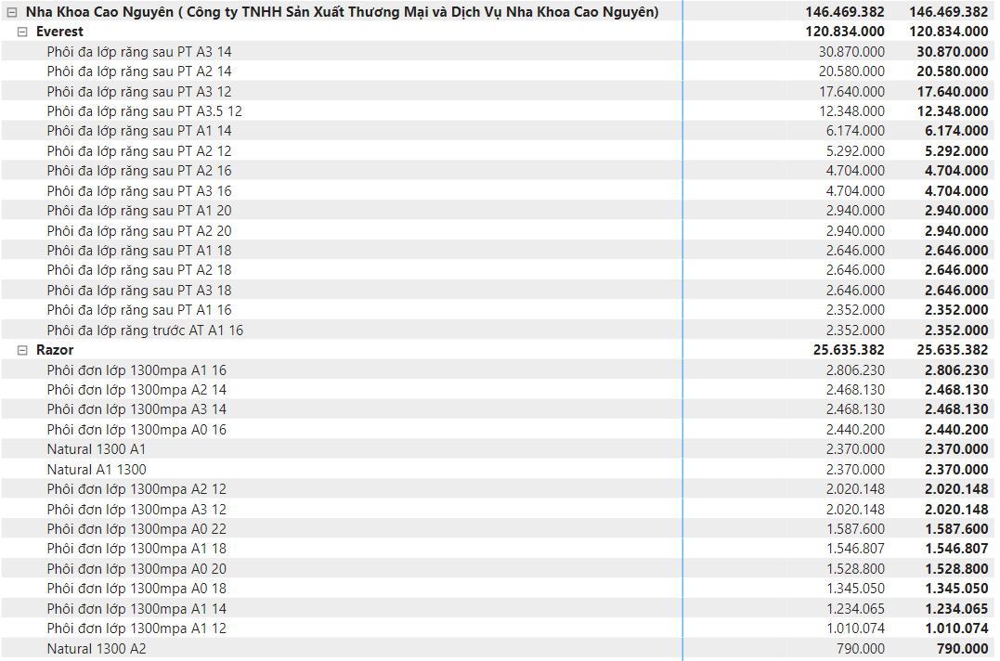 Nha Khoa Cao Nguyên ( Công ty TNHH Sản Xuất Thương Mại và Dịch Vụ Nha Khoa Cao Nguyên) 146.469.382 146.469.382
Everest 120.834.000 120.834.000
Phôi đa lớp răng sau PT A3 14 30.870.000 30.870.000
Phôi đa lớp răng sau PT A2 14 20.580.000 20.580.000
Phôi đa lớp răng sau PT A3 12 17.640.000 17.640.000
Phôi đa lớp răng sau PT A3.5 12 12.348.000 12.348.000
Phôi đa lớp răng sau PT A1 14 6.174.000 6.174.000
Phôi đa lớp răng sau PT A2 12 5.292.000 5.292.000
Phôi đa lớp răng sau PT A2 16 4.704.000 4.704.000
Phôi đa lớp răng sau PT A3 16 4.704.000 4.704.000
Phôi đa lớp răng sau PT A1 20 2.940.000 2.940.000
Phôi đa lớp răng sau PT A2 20 2.940.000 2.940.000
Phôi đa lớp răng sau PT A1 18 2.646.000 2.646.000
Phôi đa lớp răng sau PT A2 18 2.646.000 2.646.000
Phôi đa lớp răng sau PT A3 18 2.646.000 2.646.000
Phôi đa lớp răng sau PT A1 16 2.352.000 2.352.000
Phôi đa lớp răng trước AT A1 16 2.352.000 2.352.000
Razor 25.635.382 25.635.382
Phôi đơn lớp 1300mpa A1 16 2.806.230 2.806.230
Phôi đơn lớp 1300mpa A2 14 2.468.130 2.468.130
Phôi đơn lớp 1300mpa A3 14 2.468.130 2.468.130
Phôi đơn lớp 1300mpa A0 16 2.440.200 2.440.200
Natural 1300 A1 2.370.000 2.370.000
Natural A1 1300 2.370.000 2.370.000
Phôi đơn lớp 1300mpa A2 12 2.020.148 2.020.148
Phôi đơn lớp 1300mpa A3 12 2.020.148 2.020.148
Phôi đơn lớp 1300mpa A0 22 1.587.600 1.587.600
Phôi đơn lớp 1300mpa A1 18 1.546.807 1.546.807
Phôi đơn lớp 1300mpa A0 20 1.528.800 1.528.800
Phôi đơn lớp 1300mpa A0 18 1.345.050 1.345.050
Phôi đơn lớp 1300mpa A1 14 1.234.065 1.234.065
Phôi đơn lớp 1300mpa A1 12 1.010.074 1.010.074
Natural 1300 A2 790.000 790.000